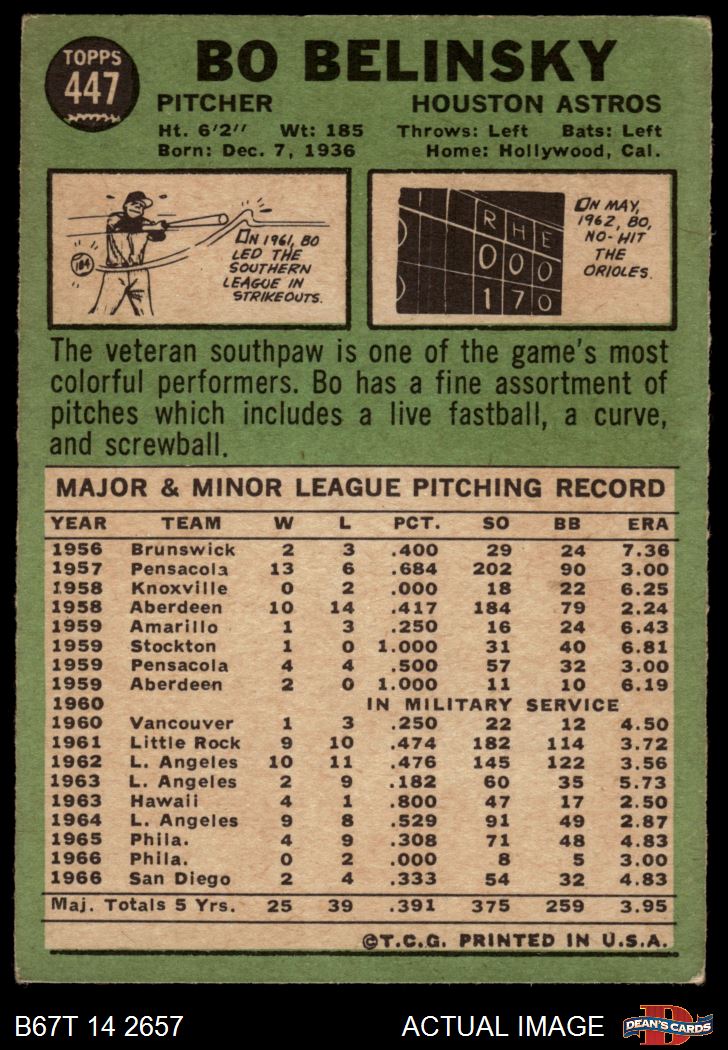 TOPPS
447
BO BELINSKY
PITCHER HOUSTON ASTROS
Ht. 6'2" Wt: 185 Throws: Left Bats: Left
Born: Dec. 7, 1936 Home: Hollywood, Cal.
184
ON 1961, BO
LED THE
SOUTHERN
LEAGUE IN
STRIKEOUTS.
R H E
0 0 0
1 7 0
ON MAY,
1962, BO,
NO-HIT
THE
ORIOLES.
The veteran southpaw is one of the game's most
colorful performers. Bo has a fine assortment of
pitches which includes a live fastball, a curve,
and screwball.
MAJOR & MINOR LEAGUE PITCHING RECORD
YEAR TEAM W L PCT. SO BB ERA
1956 Brunswick 2 3 .400 29 24 7.36
1957 Pensacola 13 6 .684 202 90 3.00
1958 Knoxville 0 2 .000 18 22 6.25
1958 Aberdeen 10 14 .417 184 79 2.24
1959 Amarillo 1 3 .250 16 24 6.43
1959 Stockton 1 0 1.000 31 40 6.81
1959 Pensacola 4 4 .500 57 32 3.00
1959 Aberdeen 2 0 1.000 11 10 6.19
1960 IN MILITARY SERVICE
1960 Vancouver 1 3 .250 22 12 4.50
1961 Little Rock 9 10 .474 182 114 3.72
1962 L. Angeles 10 11 .476 145 122 3.56
1963 L. Angeles 2 9 .182 60 35 5.73
1963 Hawaii 4 1 .800 47 17 2.50
1964 L. Angeles 9 8 .529 91 49 2.87
1965 Phila. 4 9 .308 71 48 4.83
1966 Phila. 0 2 .000 8 5 3.00
1966 San Diego 2 4 .333 54 32 4.83
Maj. Totals 5 Yrs. 25 39 .391 375 259 3.95
©T.C.G. PRINTED IN U.S.A.
B67T 14 2657 ACTUAL IMAGE D DEAN'S CARDS